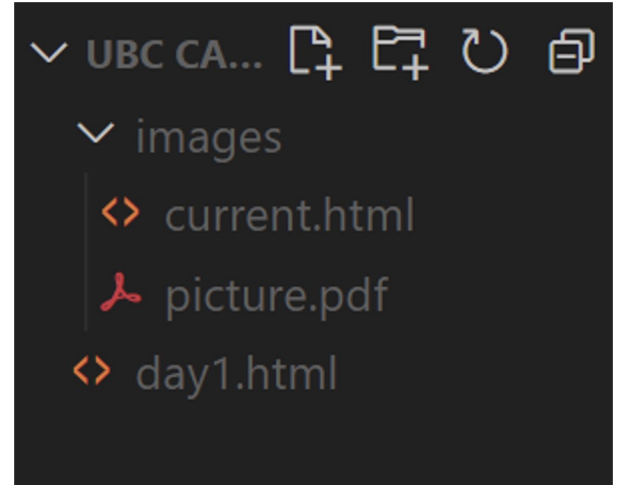 UBC CA...
images
current.html
picture.pdf
day1.html